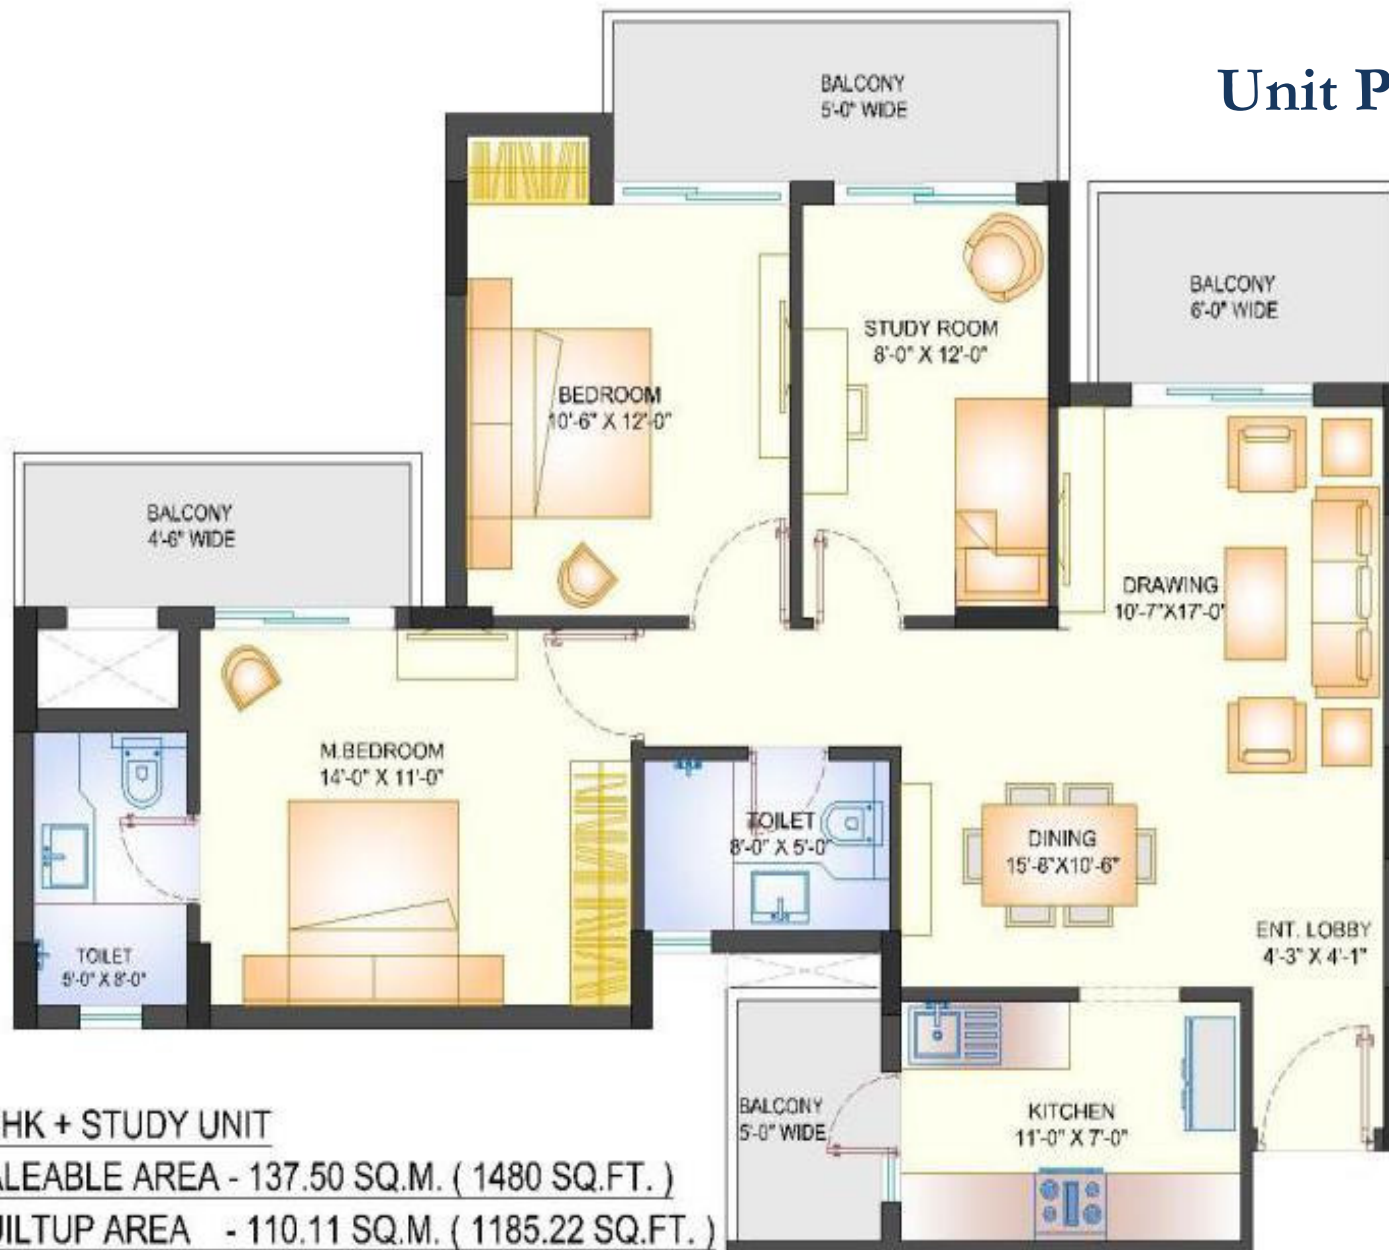 Unit P
BALCONY
5'-0" WIDE
BALCONY
6'-0" WIDE
STUDY ROOM
8'-0" X 12'-0"
BEDROOM
10'-6" X 12'-0"
BALCONY
4'-6" WIDE
DRAWING
10'-7"X17'-0"
M.BEDROOM
14'-0" X 11'-0"
TOILET
8'-0" X 5'-0"
DINING
15'-8"X10'-6"
ENT. LOBBY
4'-3" X 4'-1"
TOILET
5'-0" X 8'-0"
BALCONY
5'-0" WIDE
KITCHEN
11'-0" X 7'-0"
HK + STUDY UNIT
ALEABLE AREA - 137.50 SQ.M. ( 1480 SQ.FT. )
UILTUP AREA - 110.11 SQ.M. ( 1185.22 SQ.FT. )